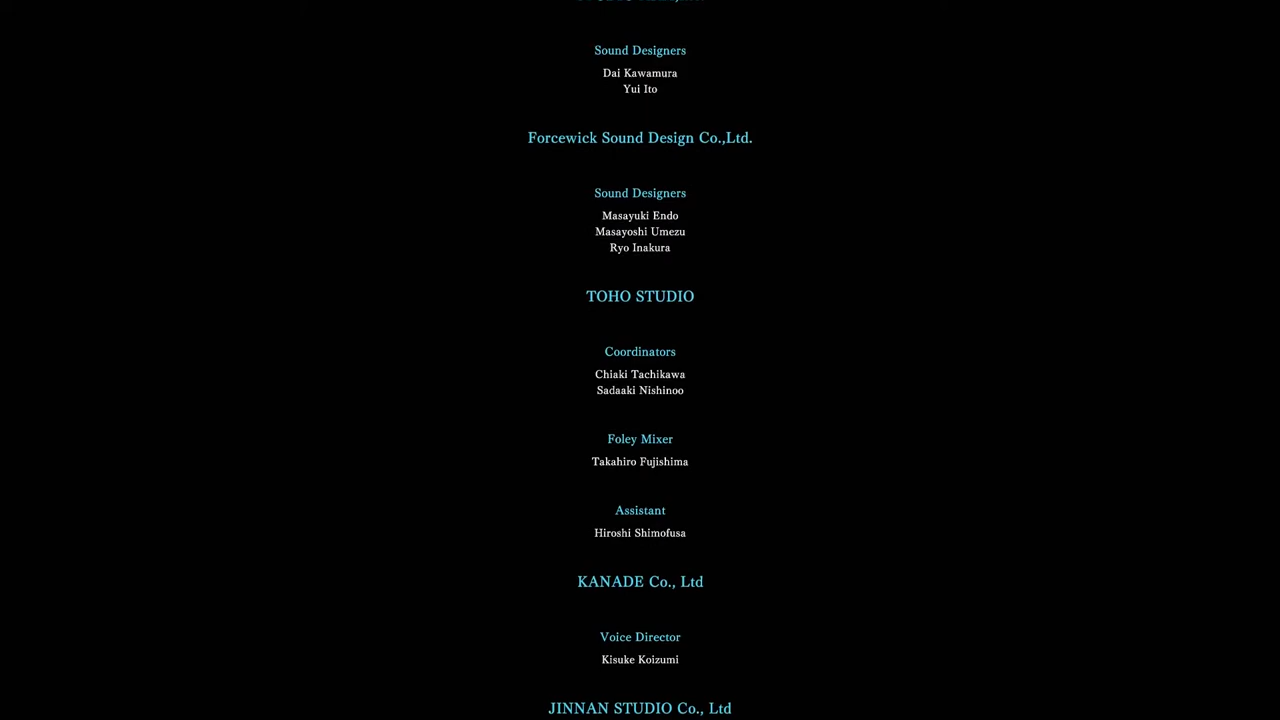 Sound Designers
Dai Kawamura
Yui Ito
Forcewick Sound Design Co.,Ltd.
Sound Designers
Masayuki Endo
Masayoshi Umezu
Ryo Inakura
TOHO STUDIO
Coordinators
Chiaki Tachikawa
Sadaaki Nishinoo
Foley Mixer
Takahiro Fujishima
Assistant
Hiroshi Shimofusa
KANADE Co., Ltd
Voice Director
Kisuke Koizumi
JINNAN STUDIO Co., Ltd